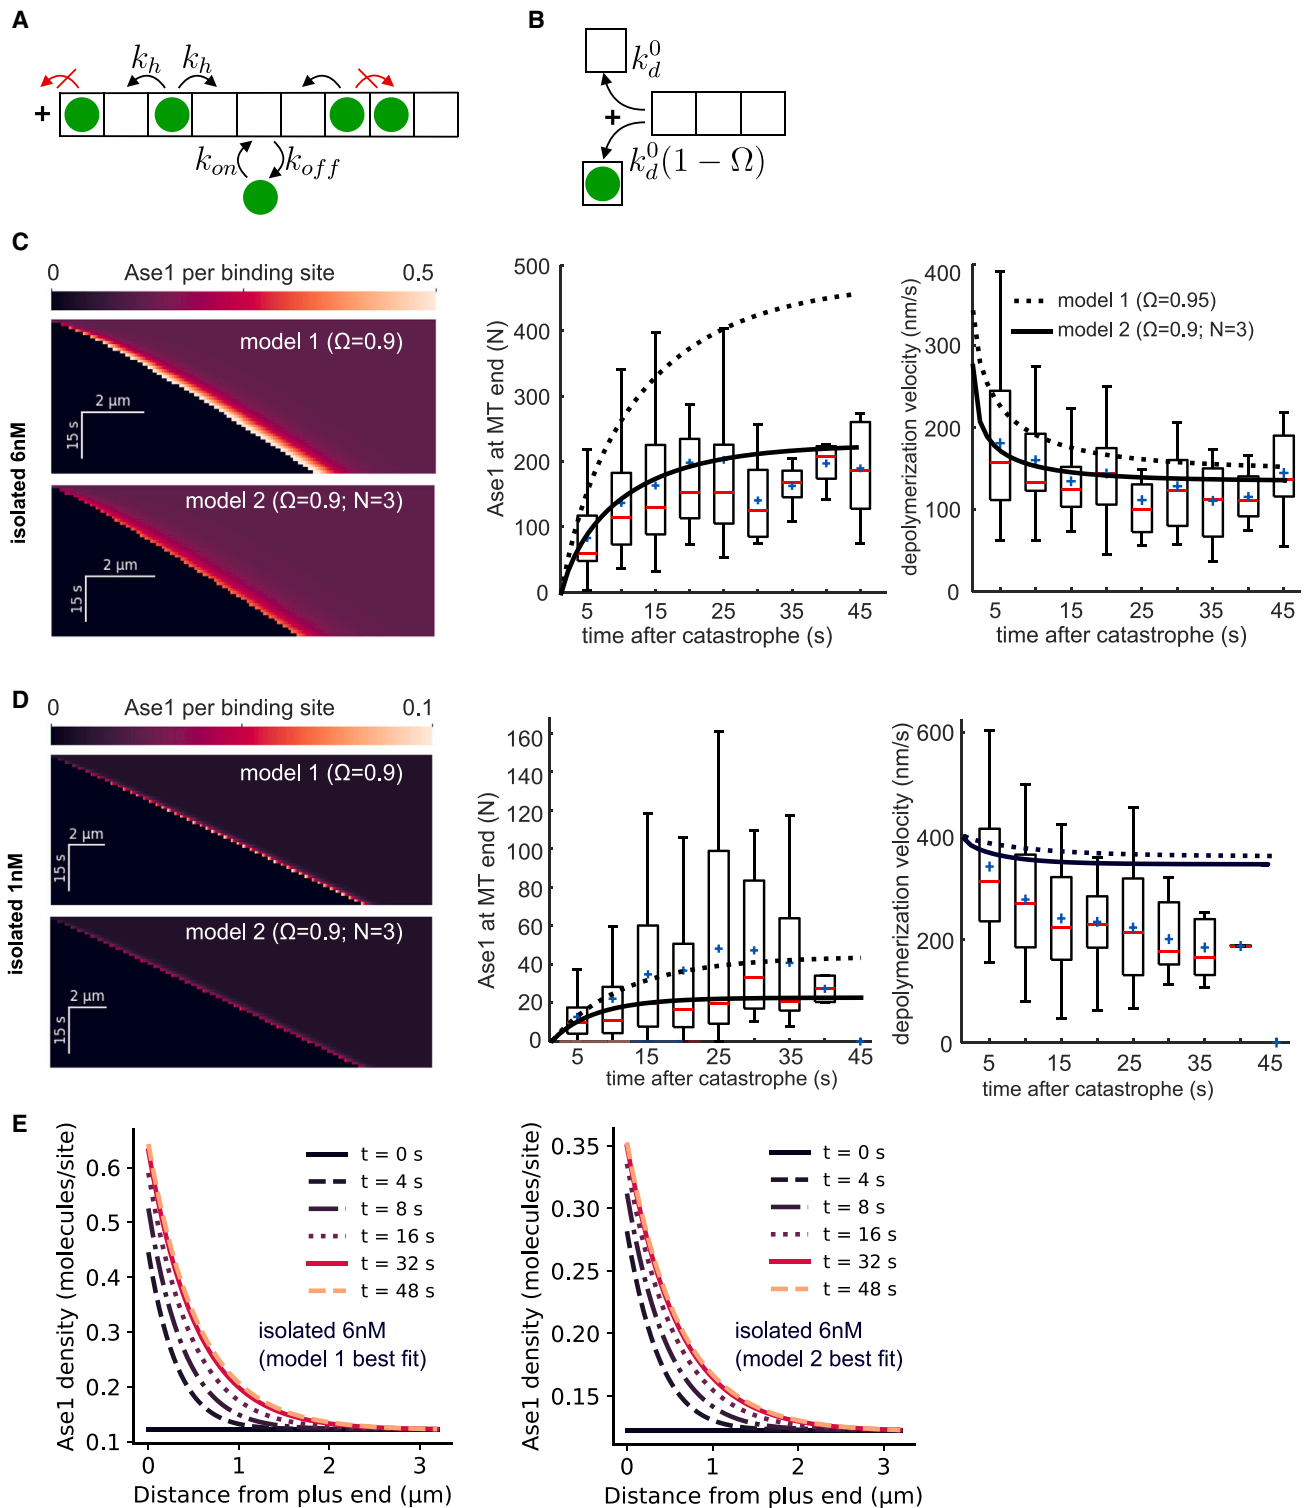 A
k_h k_h
+
k_on k_off
B
k_d^0
+
k_d^0(1 − Ω)
C
isolated 6nM
0 Ase1 per binding site 0.5
model 1 (Ω=0.9)
2 μm
15 s
model 2 (Ω=0.9; N=3)
2 μm
15 s
Ase1 at MT end (N)
500
400
300
200
100
0
5 10 15 20 25 30 35 40 45
time after catastrophe (s)
depolymerization velocity (nm/s)
400
300
200
100
0
model 1 (Ω=0.95)
model 2 (Ω=0.9; N=3)
5 10 15 20 25 30 35 40 45
time after catastrophe (s)
D
isolated 1nM
0 Ase1 per binding site 0.1
model 1 (Ω=0.9)
2 μm
15 s
model 2 (Ω=0.9; N=3)
2 μm
15 s
Ase1 at MT end (N)
160
140
120
100
80
60
40
20
0
5 15 25 35 45
time after catastrophe (s)
depolymerization velocity (nm/s)
600
400
200
0
5 15 25 35 45
time after catastrophe (s)
E
Ase1 density (molecules/site)
0.6
0.5
0.4
0.3
0.2
0.1
t = 0 s
t = 4 s
t = 8 s
t = 16 s
t = 32 s
t = 48 s
isolated 6nM
(model 1 best fit)
0 1 2 3
Distance from plus end (μm)
Ase1 density (molecules/site)
0.35
0.30
0.25
0.20
0.15
t = 0 s
t = 4 s
t = 8 s
t = 16 s
t = 32 s
t = 48 s
isolated 6nM
(model 2 best fit)
0 1 2 3
Distance from plus end (μm)